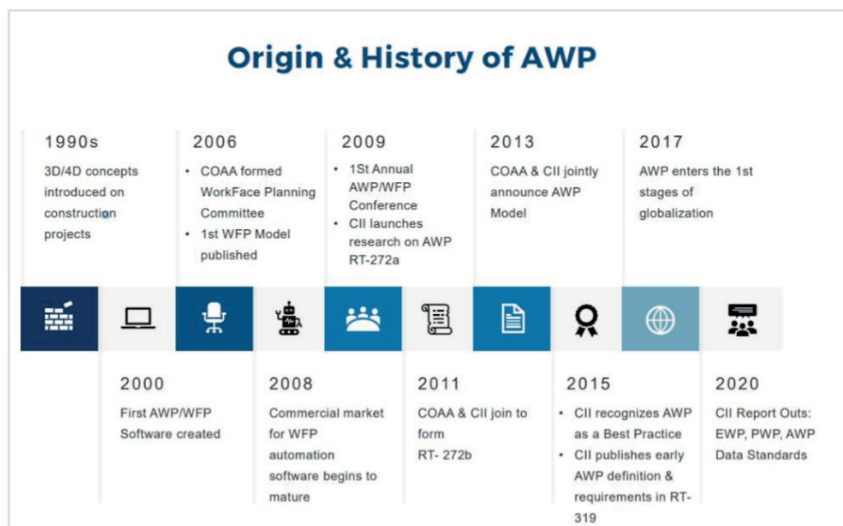 Origin & History of AWP
1990s
3D/4D concepts
introduced on
construction
projects
2006
• COAA formed
WorkFace Planning
Committee
• 1st WFP Model
published
2009
• 1St Annual
AWP/WFP
Conference
• CII launches
research on AWP
RT-272a
2013
COAA & CII jointly
announce AWP
Model
2017
AWP enters the 1st
stages of
globalization
2000
First AWP/WFP
Software created
2008
Commercial market
for WFP
automation
software begins to
mature
2011
COAA & CII join to
form
RT- 272b
2015
• CII recognizes AWP
as a Best Practice
• CII publishes early
AWP definition &
requirements in RT-
319
2020
CII Report Outs:
EWP, PWP, AWP
Data Standards